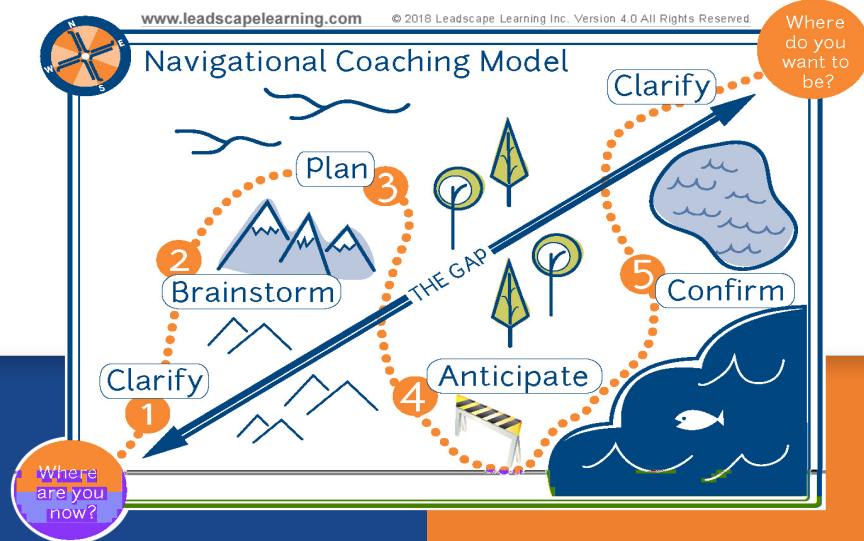 www.leadscapelearning.com © 2018 Leadscape Learning Inc. Version 4.0 All Rights Reserved.
Where
do you
want to
be?
N
E
W
S
Navigational Coaching Model
Clarify
Plan
3
2
Brainstorm
THE GAP
5
Confirm
Clarify
1
Anticipate
4
Where
are you
now?